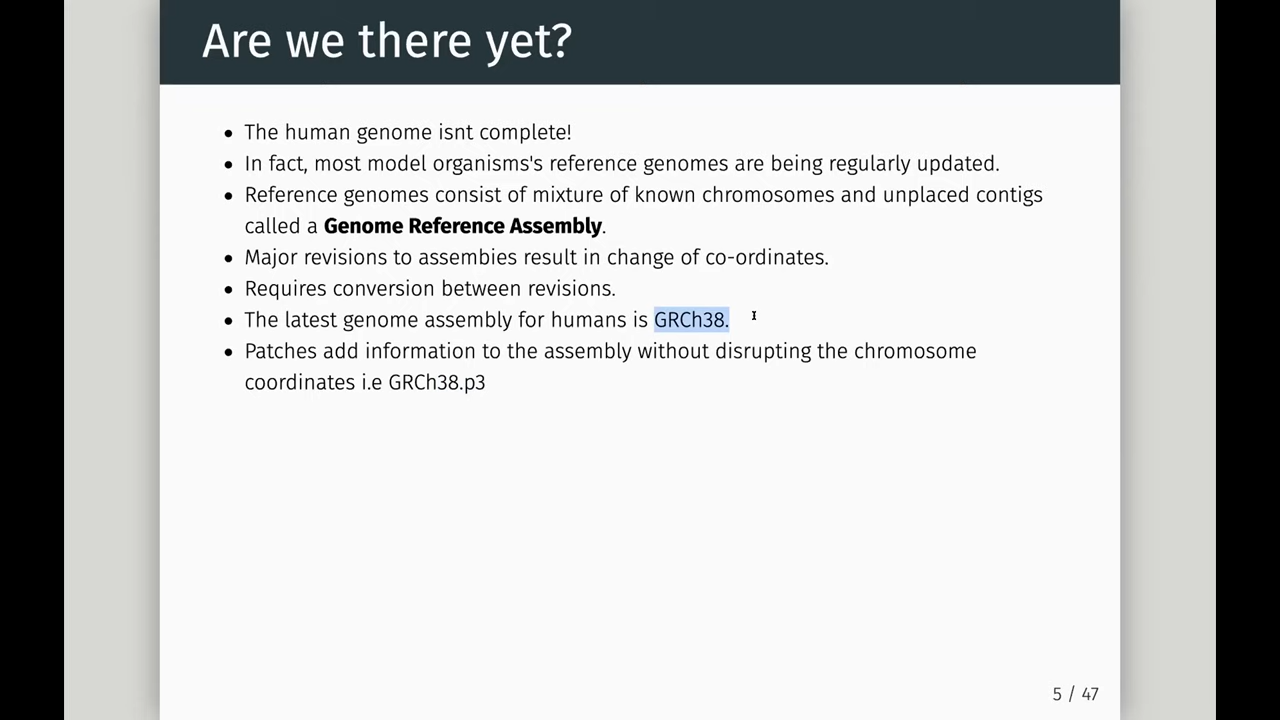 Are we there yet?
• The human genome isnt complete!
• In fact, most model organisms's reference genomes are being regularly updated.
• Reference genomes consist of mixture of known chromosomes and unplaced contigs
called a Genome Reference Assembly.
• Major revisions to assembies result in change of co-ordinates.
• Requires conversion between revisions.
• The latest genome assembly for humans is GRCh38.
• Patches add information to the assembly without disrupting the chromosome
coordinates i.e GRCh38.p3
5 / 47